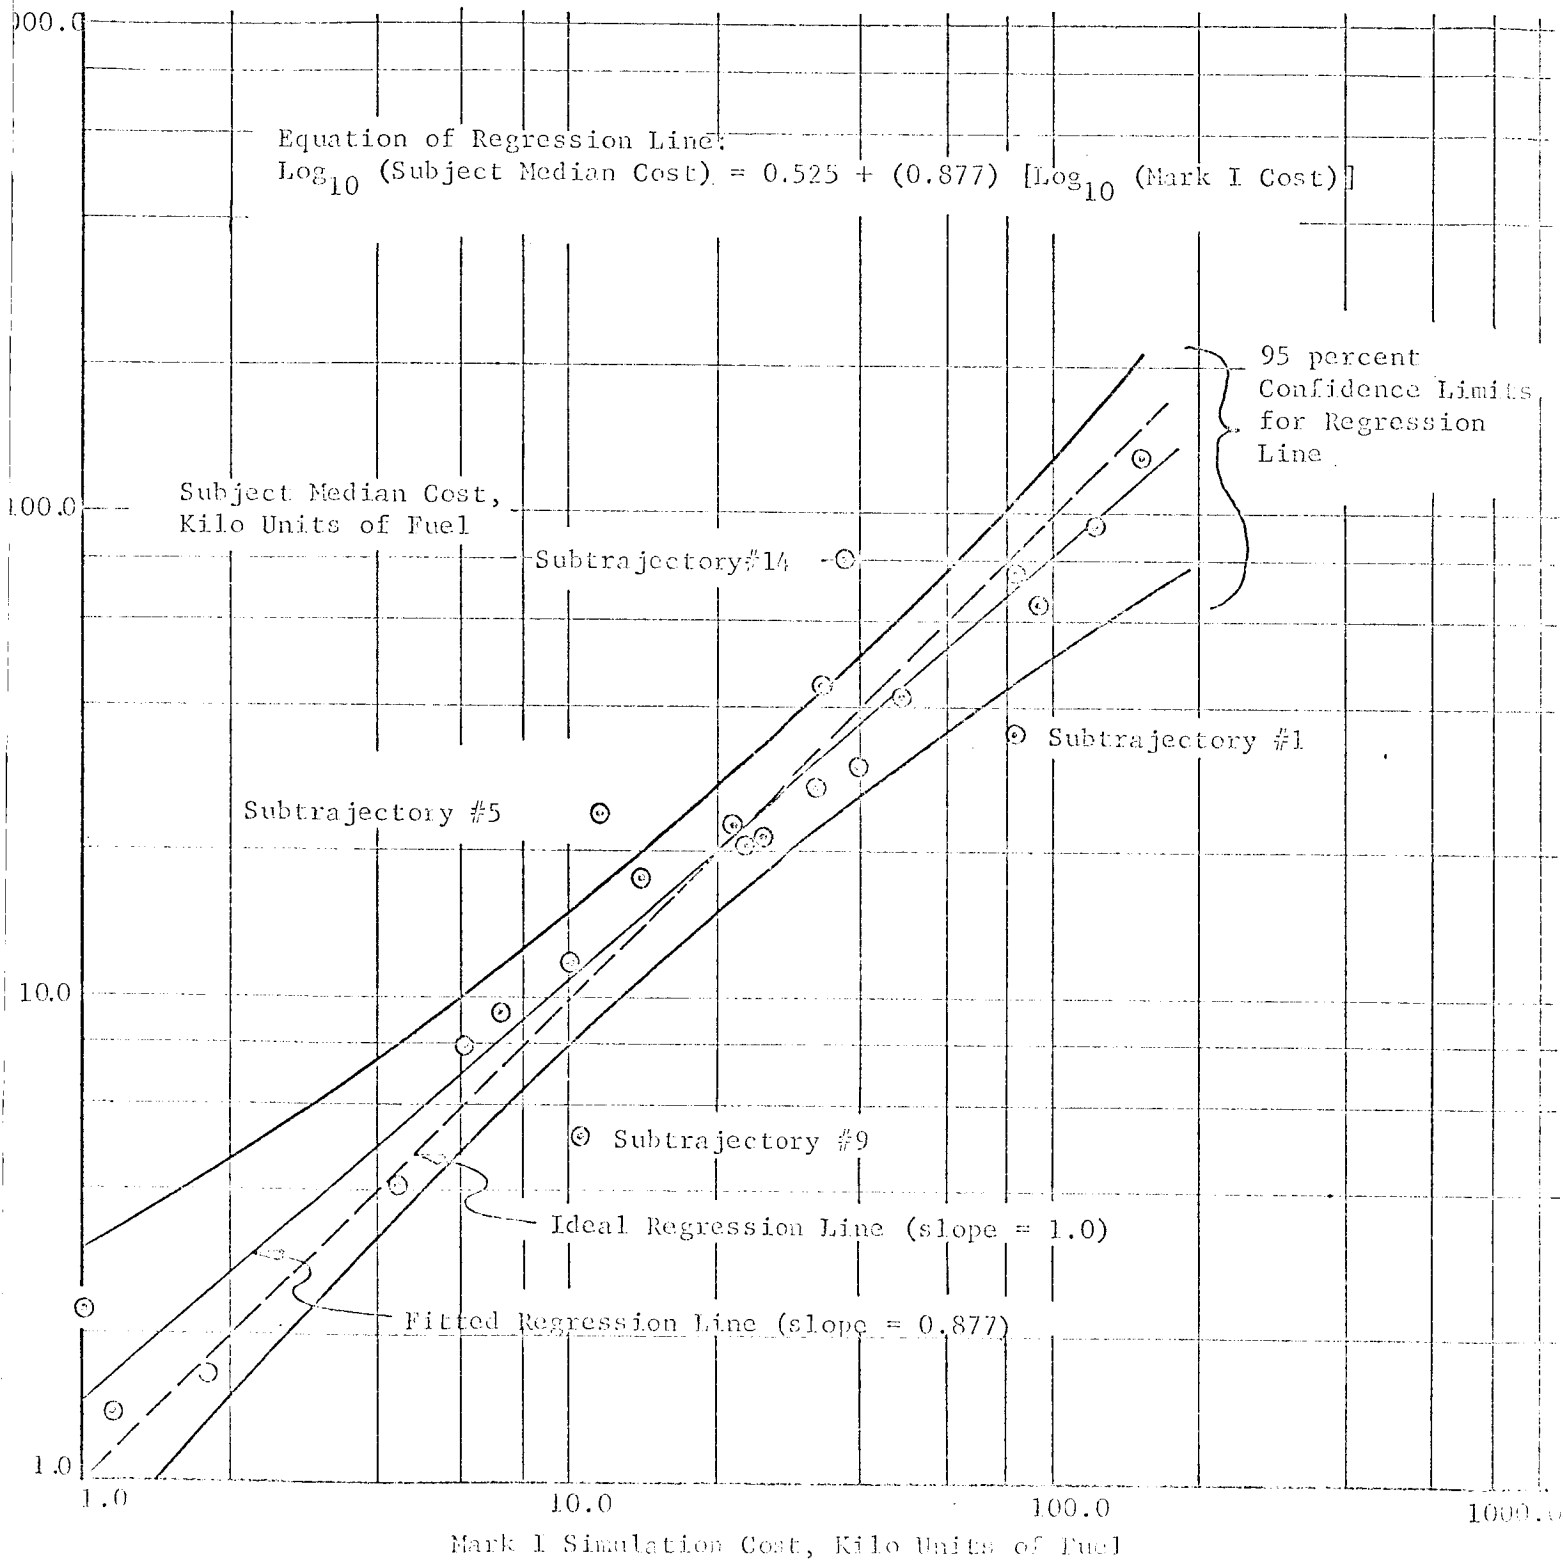 00.0
Equation of Regression Line:
Log10 (Subject Median Cost) = 0.525 + (0.877) [Log10 (Mark I Cost)]
95 percent
Confidence Limits
for Regression
Line
Subject Median Cost,
Kilo Units of Fuel
100.0
Subtrajectory#14
Subtrajectory #1
Subtrajectory #5
10.0
Subtrajectory #9
Ideal Regression Line (slope = 1.0)
Fitted Regression Line (slope = 0.877)
1.0
1.0 10.0 100.0 1000.0
Mark I Simulation Cost, Kilo Units of Fuel